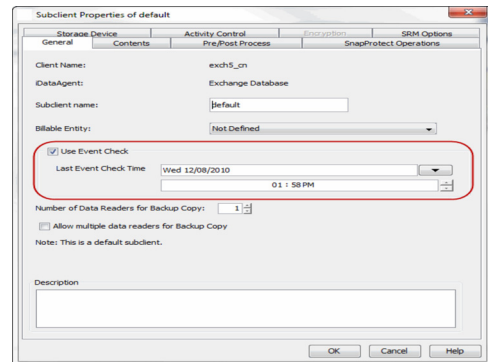 Subclient Properties of default
Storage Device Activity Control Encryption SRM Options
General Contents Pre/Post Process SnapProtect Operations
Client Name: exch5_cn
iDataAgent: Exchange Database
Subclient name: default
Billable Entity: Not Defined
Use Event Check
Last Event Check Time Wed 12/08/2010
01 : 58 PM
Number of Data Readers for Backup Copy: 1
Allow multiple data readers for Backup Copy
Note: This is a default subclient.
Description
OK Cancel Help